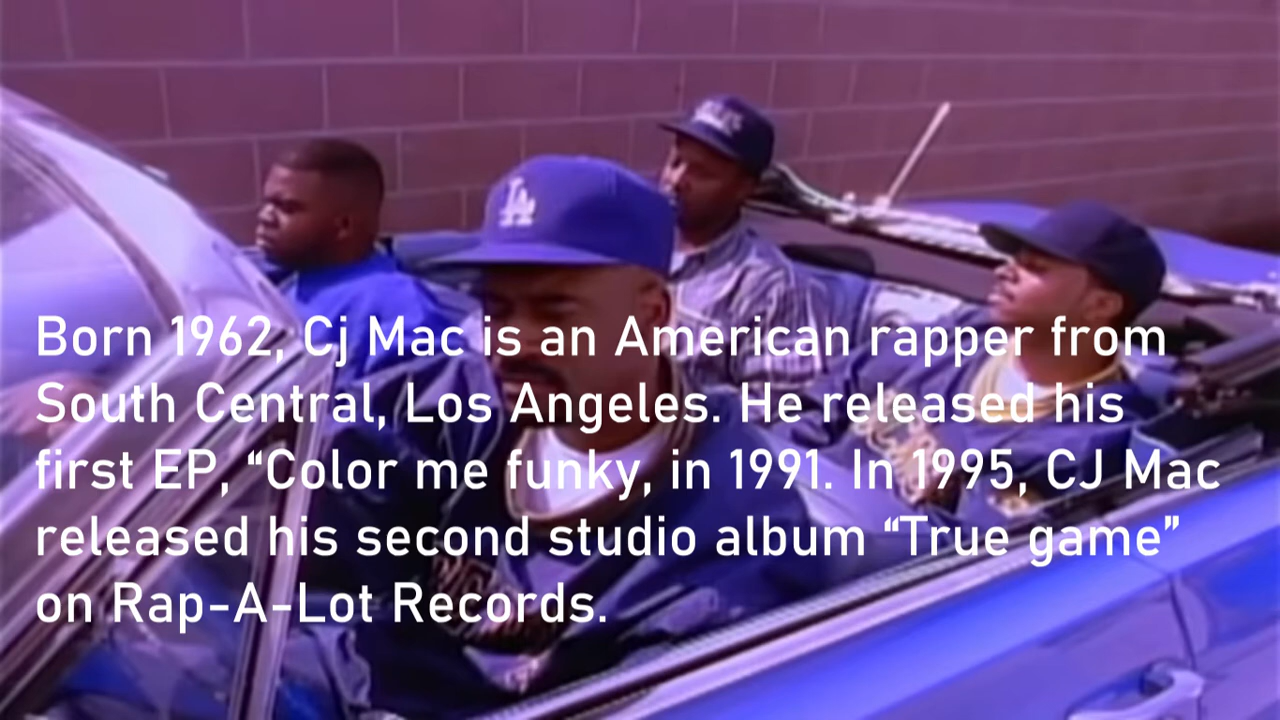 LA
Born 1962, Cj Mac is an American rapper from
South Central, Los Angeles. He released his
first EP, “Color me funky, in 1991. In 1995, CJ Mac
released his second studio album “True game”
on Rap-A-Lot Records.